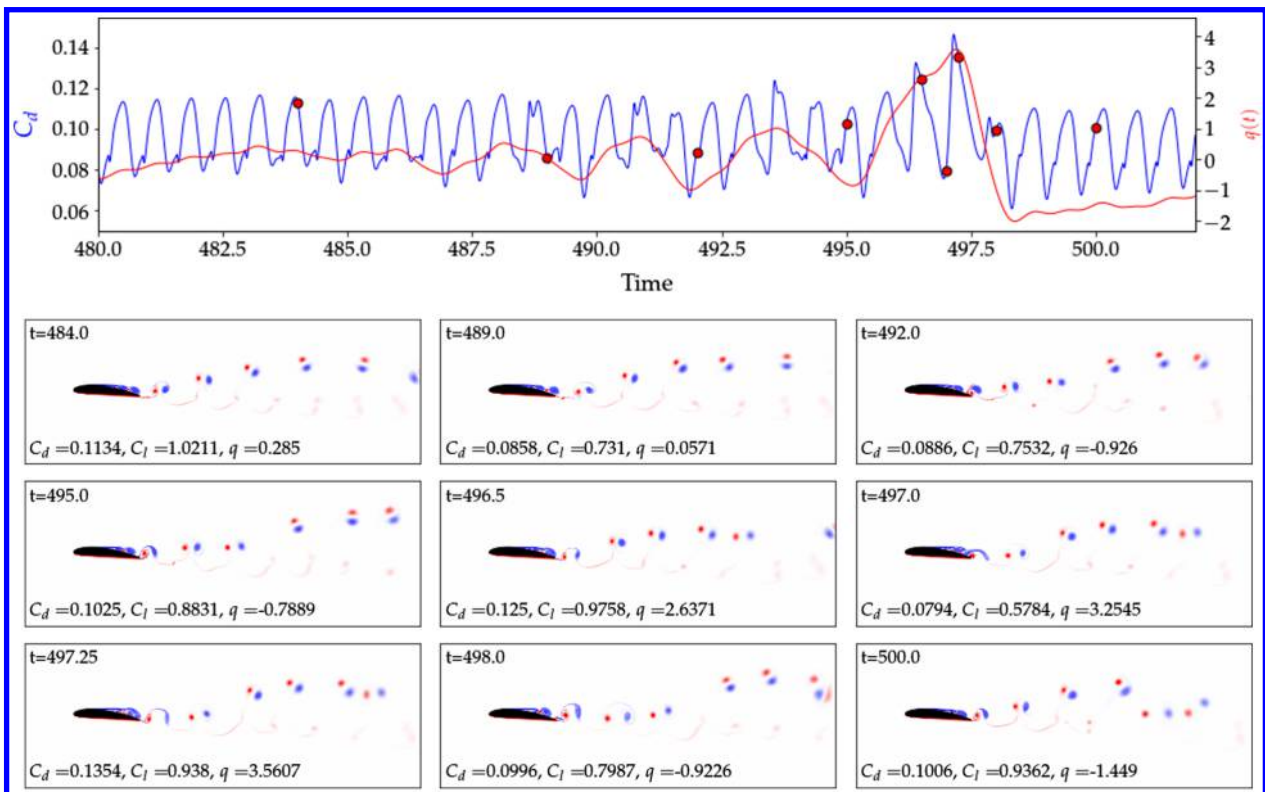 0.14
0.12
0.10
0.08
0.06
C_d
4
3
2
1
0
−1
−2
q(t)
480.0 482.5 485.0 487.5 490.0 492.5 495.0 497.5 500.0
Time
t=484.0
C_d =0.1134, C_l =1.0211, q =0.285
t=489.0
C_d =0.0858, C_l =0.731, q =0.0571
t=492.0
C_d =0.0886, C_l =0.7532, q =-0.926
t=495.0
C_d =0.1025, C_l =0.8831, q =-0.7889
t=496.5
C_d =0.125, C_l =0.9758, q =2.6371
t=497.0
C_d =0.0794, C_l =0.5784, q =3.2545
t=497.25
C_d =0.1354, C_l =0.938, q =3.5607
t=498.0
C_d =0.0996, C_l =0.7987, q =-0.9226
t=500.0
C_d =0.1006, C_l =0.9362, q =-1.449